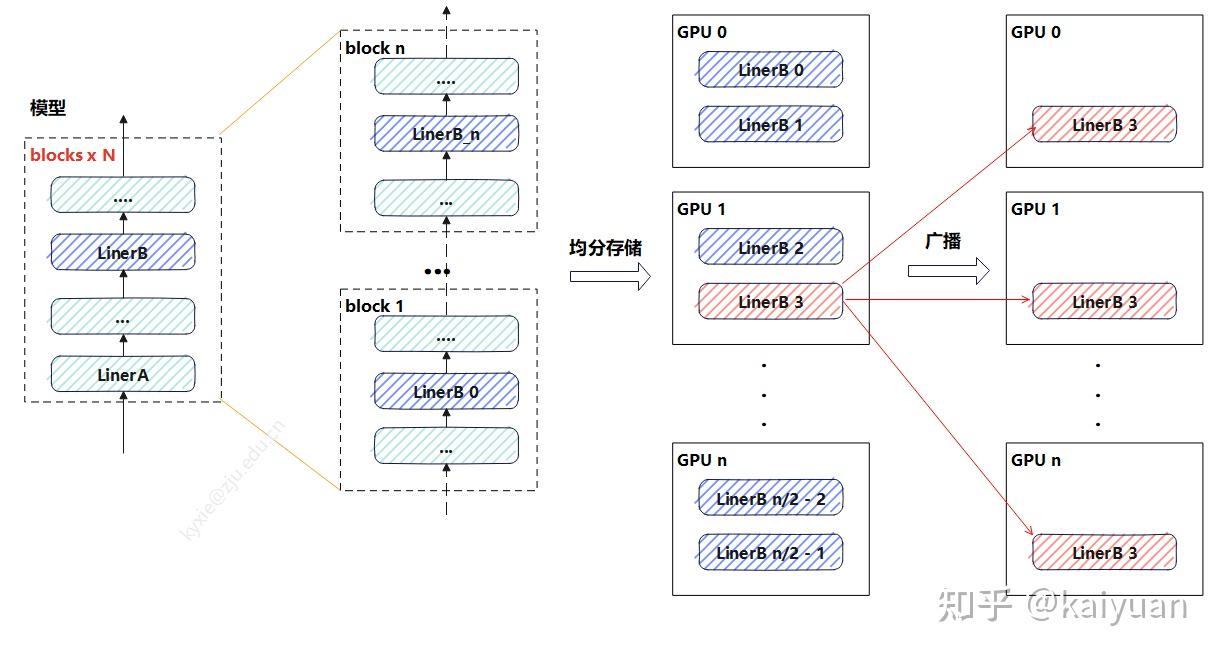 模型
blocks x N
....
LinerB
...
LinerA
block n
....
LinerB_n
...
...
block 1
....
LinerB 0
...
均分存储
GPU 0
LinerB 0
LinerB 1
GPU 1
LinerB 2
LinerB 3
GPU n
LinerB n/2 - 2
LinerB n/2 - 1
广播
GPU 0
LinerB 3
GPU 1
LinerB 3
GPU n
LinerB 3
kyxie@zju.edu.cn
知乎 @kaiyuan